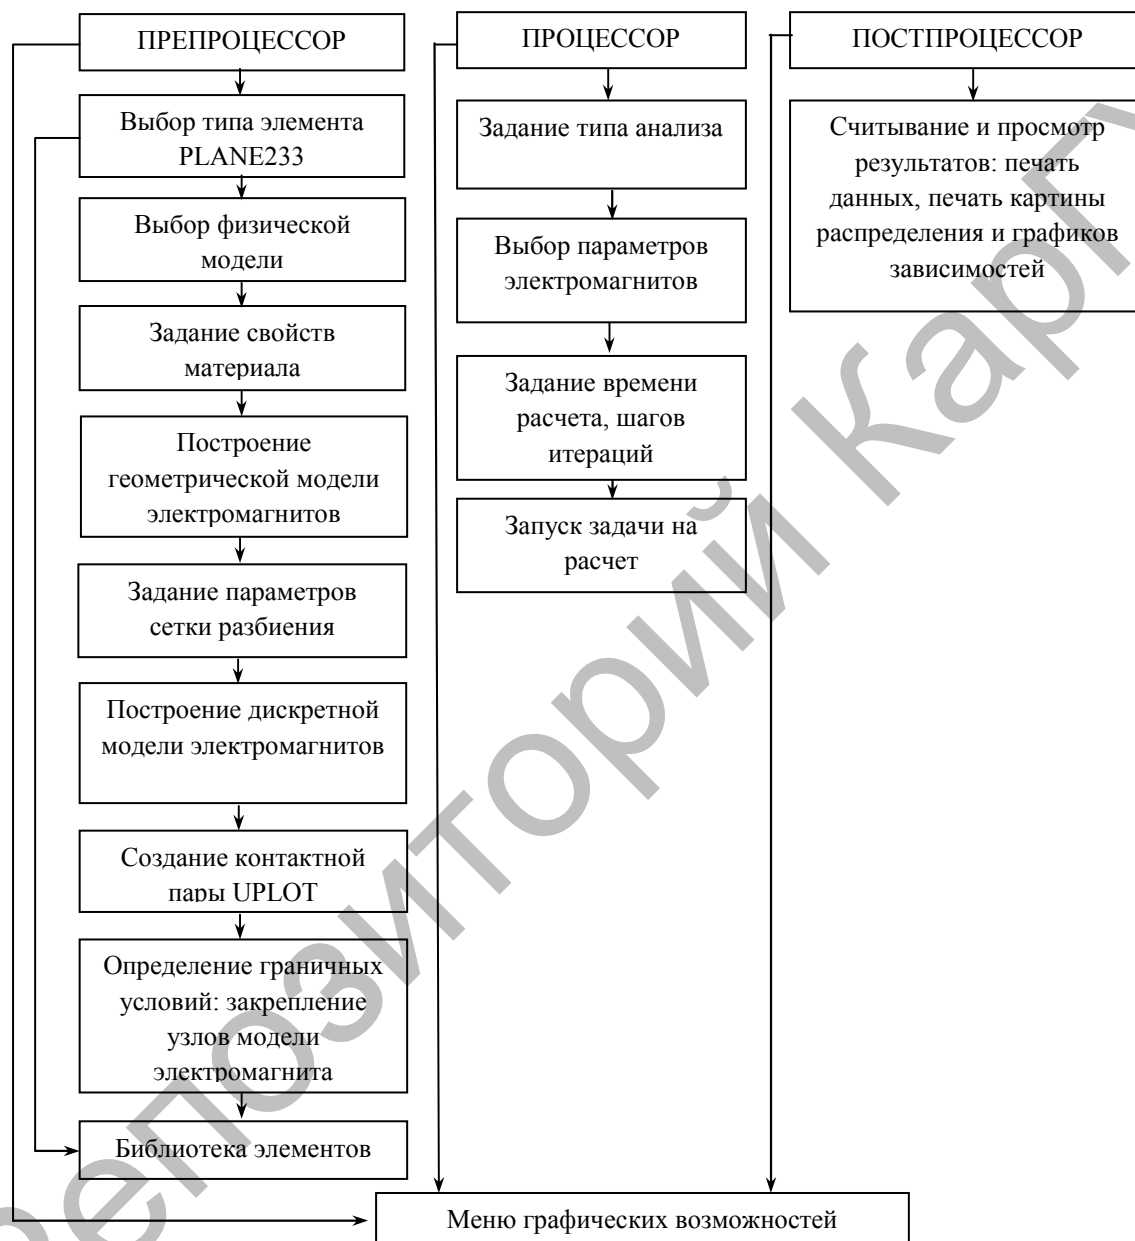 ПРЕПРОЦЕССОР
Выбор типа элемента
PLANE233
Выбор физической
модели
Задание свойств
материала
Построение
геометрической модели
электромагнитов
Задание параметров
сетки разбиения
Построение дискретной
модели электромагнитов
Создание контактной
пары UPLOT
Определение граничных
условий: закрепление
узлов модели
электромагнита
Библиотека элементов
ПРОЦЕССОР
Задание типа анализа
Выбор параметров
электромагнитов
Задание времени
расчета, шагов
итераций
Запуск задачи на
расчет
ПОСТПРОЦЕССОР
Считывание и просмотр
результатов: печать
данных, печать картины
распределения и графиков
зависимостей
Меню графических возможностей
Репозиторий КарГУ